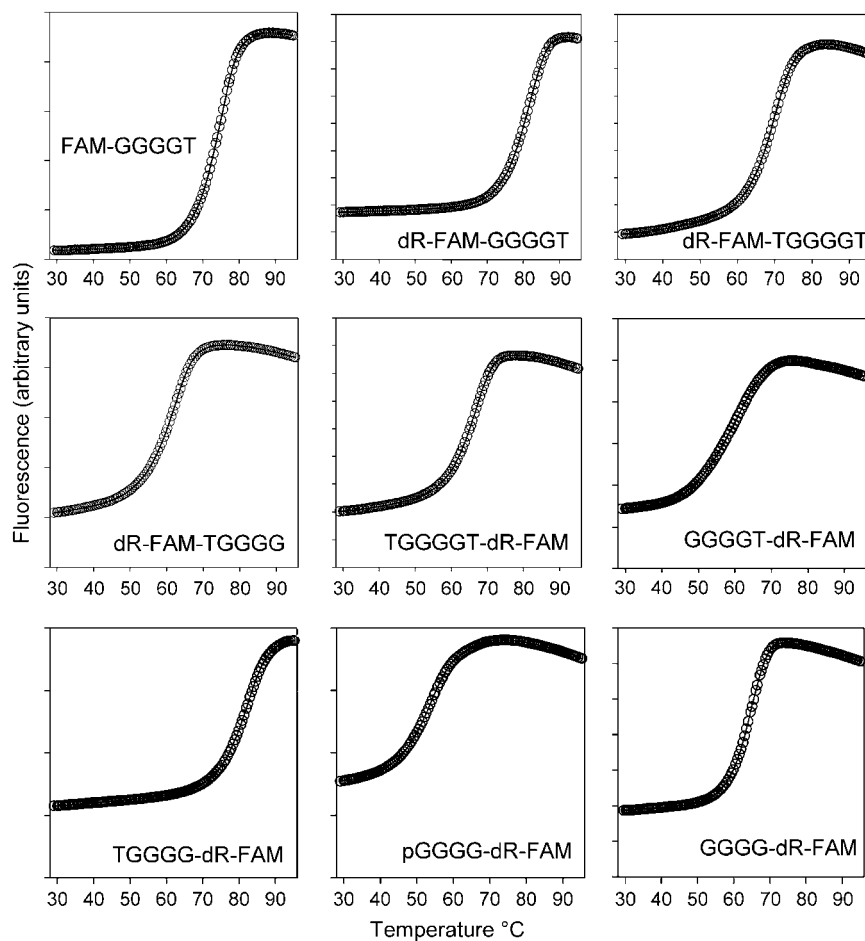 FAM-GGGGT
dR-FAM-GGGGT
dR-FAM-TGGGGT
30 40 50 60 70 80 90
30 40 50 60 70 80 90
30 40 50 60 70 80 90
Fluorescence (arbitrary units)
dR-FAM-TGGGG
TGGGGT-dR-FAM
GGGGT-dR-FAM
30 40 50 60 70 80 90
30 40 50 60 70 80 90
30 40 50 60 70 80 90
TGGGG-dR-FAM
pGGGG-dR-FAM
GGGG-dR-FAM
30 40 50 60 70 80 90
30 40 50 60 70 80 90
30 40 50 60 70 80 90
Temperature °C